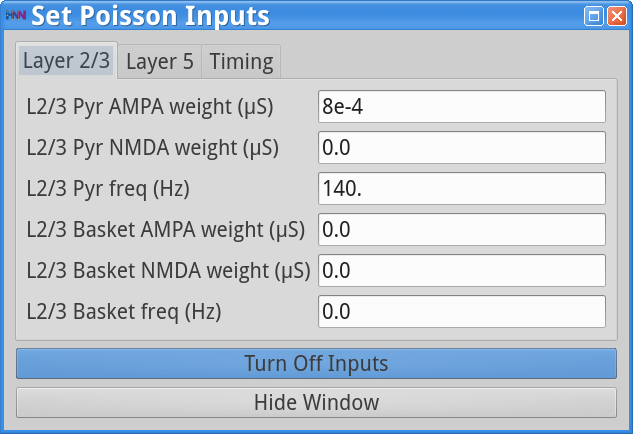 HNN Set Poisson Inputs
Layer 2/3 Layer 5 Timing
L2/3 Pyr AMPA weight (µS) 8e-4
L2/3 Pyr NMDA weight (µS) 0.0
L2/3 Pyr freq (Hz) 140.
L2/3 Basket AMPA weight (µS) 0.0
L2/3 Basket NMDA weight (µS) 0.0
L2/3 Basket freq (Hz) 0.0
Turn Off Inputs
Hide Window